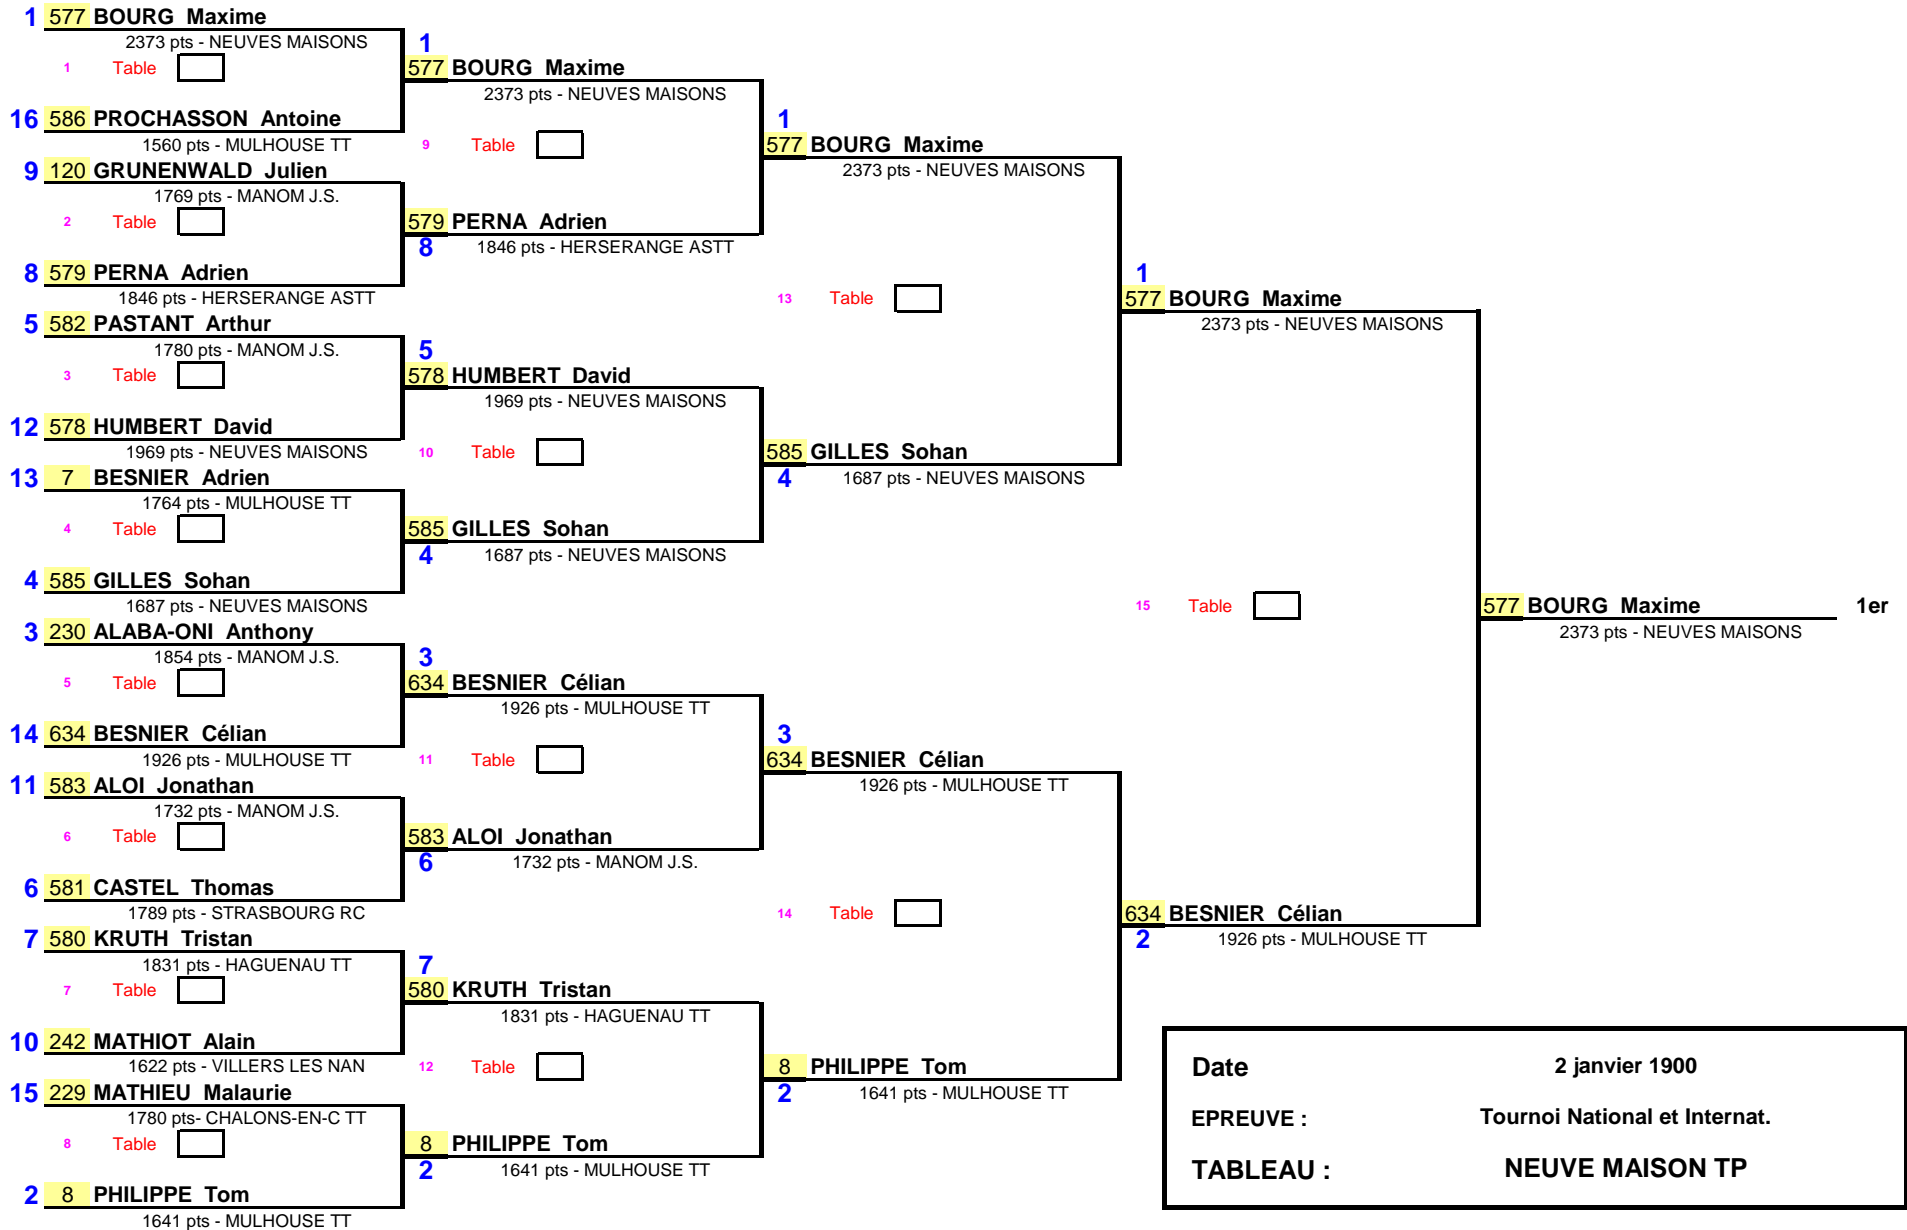 1 577 BOURG Maxime
2373 pts - NEUVES MAISONS
1 Table
16 586 PROCHASSON Antoine
1560 pts - MULHOUSE TT
9 120 GRUNENWALD Julien
1769 pts - MANOM J.S.
2 Table
8 579 PERNA Adrien
1846 pts - HERSERANGE ASTT
5 582 PASTANT Arthur
1780 pts - MANOM J.S.
3 Table
12 578 HUMBERT David
1969 pts - NEUVES MAISONS
13 7 BESNIER Adrien
1764 pts - MULHOUSE TT
4 Table
4 585 GILLES Sohan
1687 pts - NEUVES MAISONS
3 230 ALABA-ONI Anthony
1854 pts - MANOM J.S.
5 Table
14 634 BESNIER Célian
1926 pts - MULHOUSE TT
11 583 ALOI Jonathan
1732 pts - MANOM J.S.
6 Table
6 581 CASTEL Thomas
1789 pts - STRASBOURG RC
7 580 KRUTH Tristan
1831 pts - HAGUENAU TT
7 Table
10 242 MATHIOT Alain
1622 pts - VILLERS LES NAN
15 229 MATHIEU Malaurie
1780 pts- CHALONS-EN-C TT
8 Table
2 8 PHILIPPE Tom
1641 pts - MULHOUSE TT
1
577 BOURG Maxime
2373 pts - NEUVES MAISONS
9 Table
579 PERNA Adrien
8 1846 pts - HERSERANGE ASTT
5
578 HUMBERT David
1969 pts - NEUVES MAISONS
10 Table
585 GILLES Sohan
4 1687 pts - NEUVES MAISONS
3
634 BESNIER Célian
1926 pts - MULHOUSE TT
11 Table
583 ALOI Jonathan
6 1732 pts - MANOM J.S.
7
580 KRUTH Tristan
1831 pts - HAGUENAU TT
12 Table
8 PHILIPPE Tom
2 1641 pts - MULHOUSE TT
1
577 BOURG Maxime
2373 pts - NEUVES MAISONS
13 Table
585 GILLES Sohan
4 1687 pts - NEUVES MAISONS
3
634 BESNIER Célian
1926 pts - MULHOUSE TT
14 Table
8 PHILIPPE Tom
2 1641 pts - MULHOUSE TT
1
577 BOURG Maxime
2373 pts - NEUVES MAISONS
15 Table
634 BESNIER Célian
2 1926 pts - MULHOUSE TT
577 BOURG Maxime 1er
2373 pts - NEUVES MAISONS
Date 2 janvier 1900
EPREUVE : Tournoi National et Internat.
TABLEAU : NEUVE MAISON TP